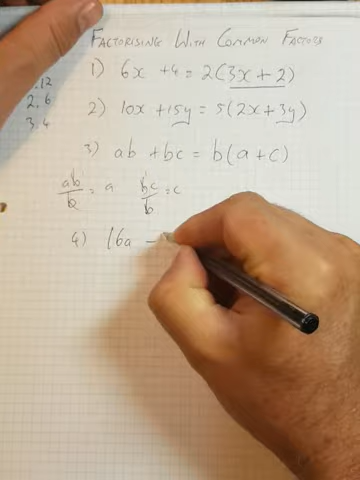 FACTORISING WITH COMMON FACTORS
1) 6x + 4 = 2(3x + 2)
.12
2.6
3.4
2) 10x + 15y = 5(2x + 3y)
3) ab + bc = b(a + c)
ab/b = a bc/b = c
4) 16a –